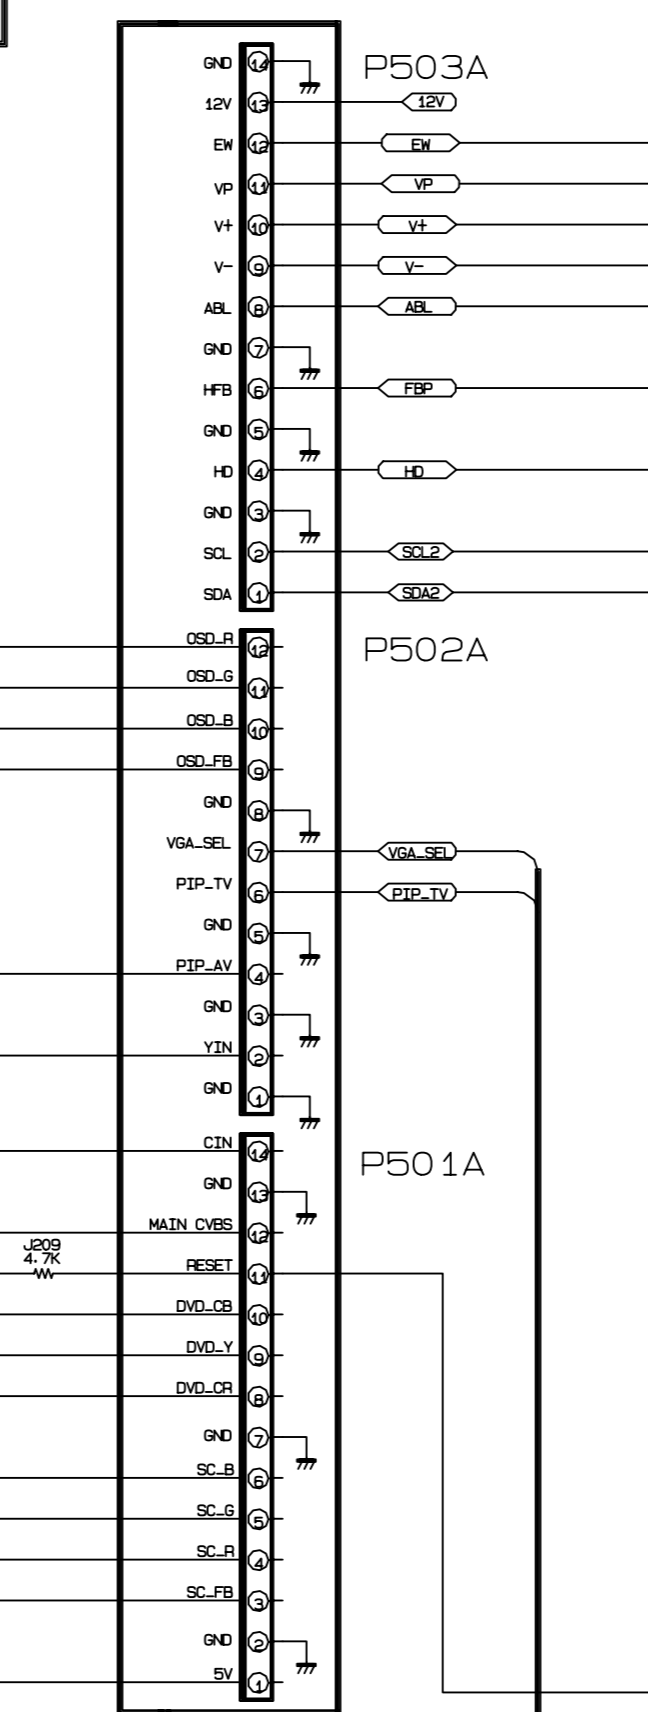 P503A
GND 14
12V 13 12V
EW 12 EW
VP 11 VP
V+ 10 V+
V- 9 V-
ABL 8 ABL
GND 7
HFB 6 FBP
GND 5
HD 4 HD
GND 3
SCL 2 SCL2
SDA 1 SDA2
P502A
OSD_R 12
OSD_G 11
OSD_B 10
OSD_FB 9
GND 8
VGA_SEL 7 VGA_SEL
PIP_TV 6 PIP_TV
GND 5
PIP_AV 4
GND 3
YIN 2
GND 1
P501A
CIN 14
GND 13
MAIN CVBS 12
J209
4.7K
RESET 11
DVD_CB 10
DVD_Y 9
DVD_CR 8
GND 7
SC_B 6
SC_G 5
SC_R 4
SC_FB 3
GND 2
5V 1